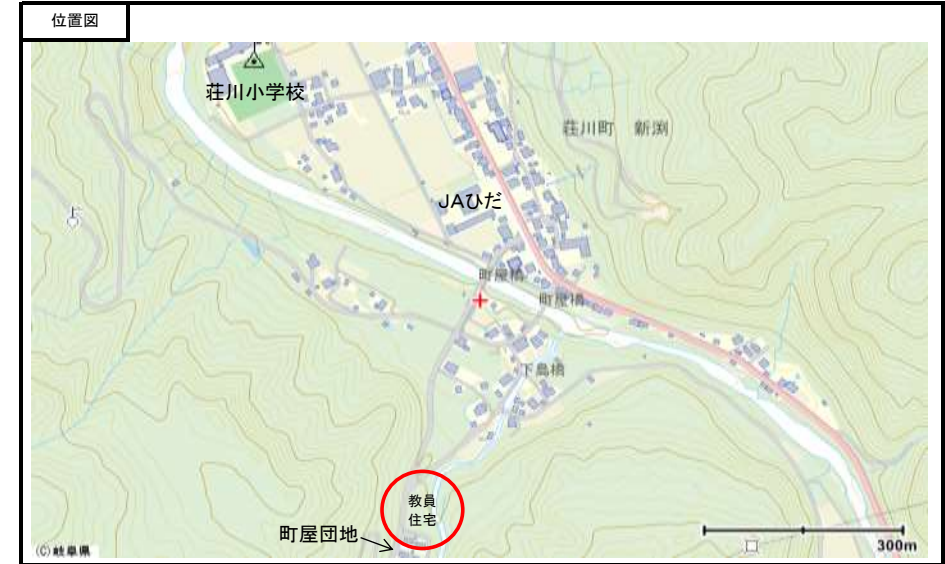 位置図
荘川小学校
荘川町 新渕
JAひだ
町屋橋
町屋橋
下島橋
教員
住宅
町屋団地
(C)岐阜県
300m